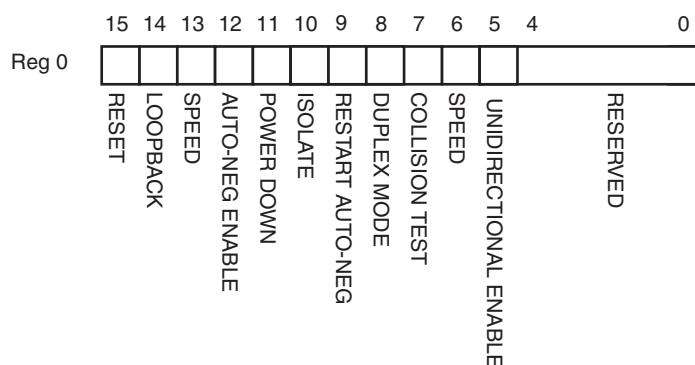 15 14 13 12 11 10 9 8 7 6 5 4 0
Reg 0
RESET
LOOPBACK
SPEED
AUTO-NEG ENABLE
POWER DOWN
ISOLATE
RESTART AUTO-NEG
DUPLEX MODE
COLLISION TEST
SPEED
UNIDIRECTIONAL ENABLE
RESERVED